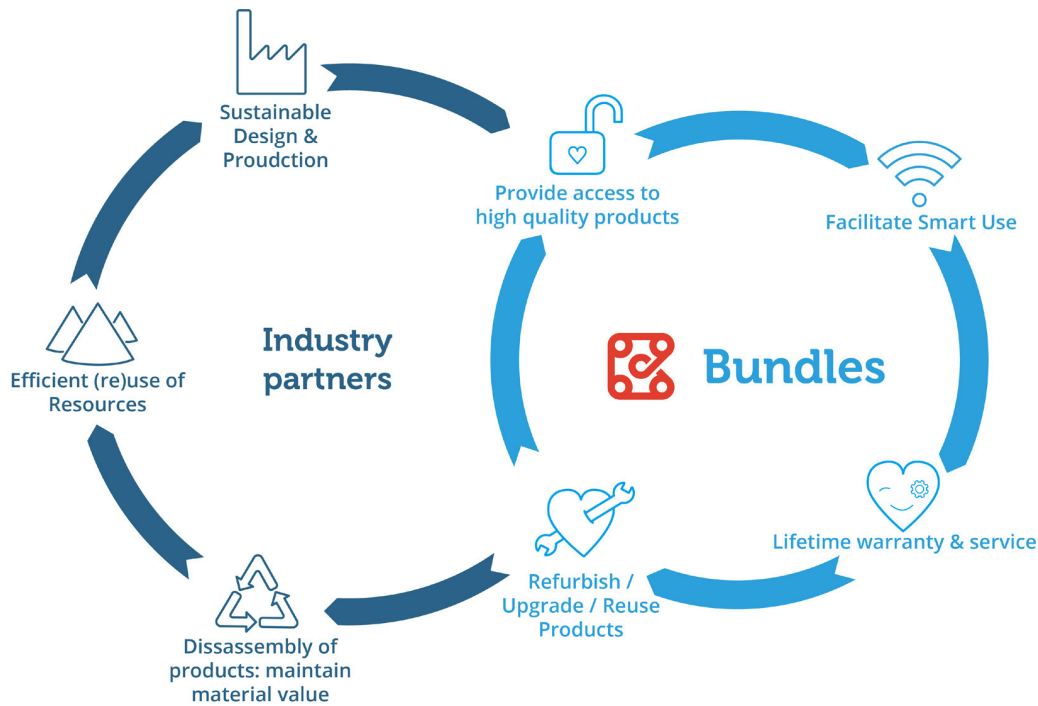 Sustainable
Design &
Proudction
Provide access to
high quality products
Facilitate Smart Use
Industry
partners
Bundles
Efficient (re)use of
Resources
Lifetime warranty & service
Refurbish /
Upgrade / Reuse
Products
Dissassembly of
products: maintain
material value